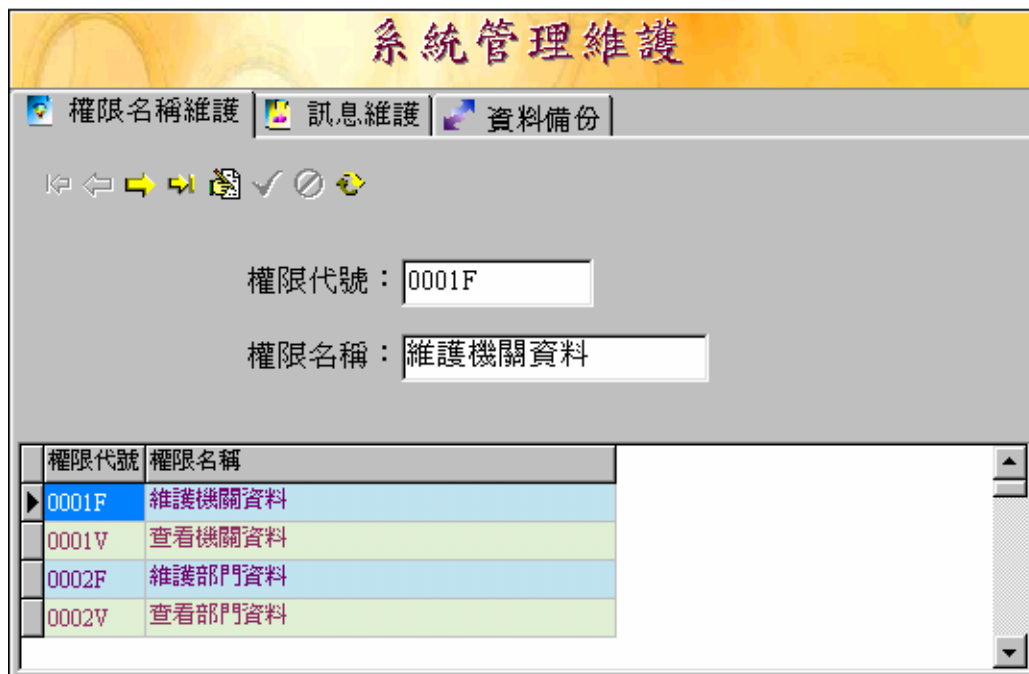 系統管理維護
權限名稱維護 訊息維護 資料備份
權限代號：0001F
權限名稱：維護機關資料
權限代號 權限名稱
0001F 維護機關資料
0001V 查看機關資料
0002F 維護部門資料
0002V 查看部門資料